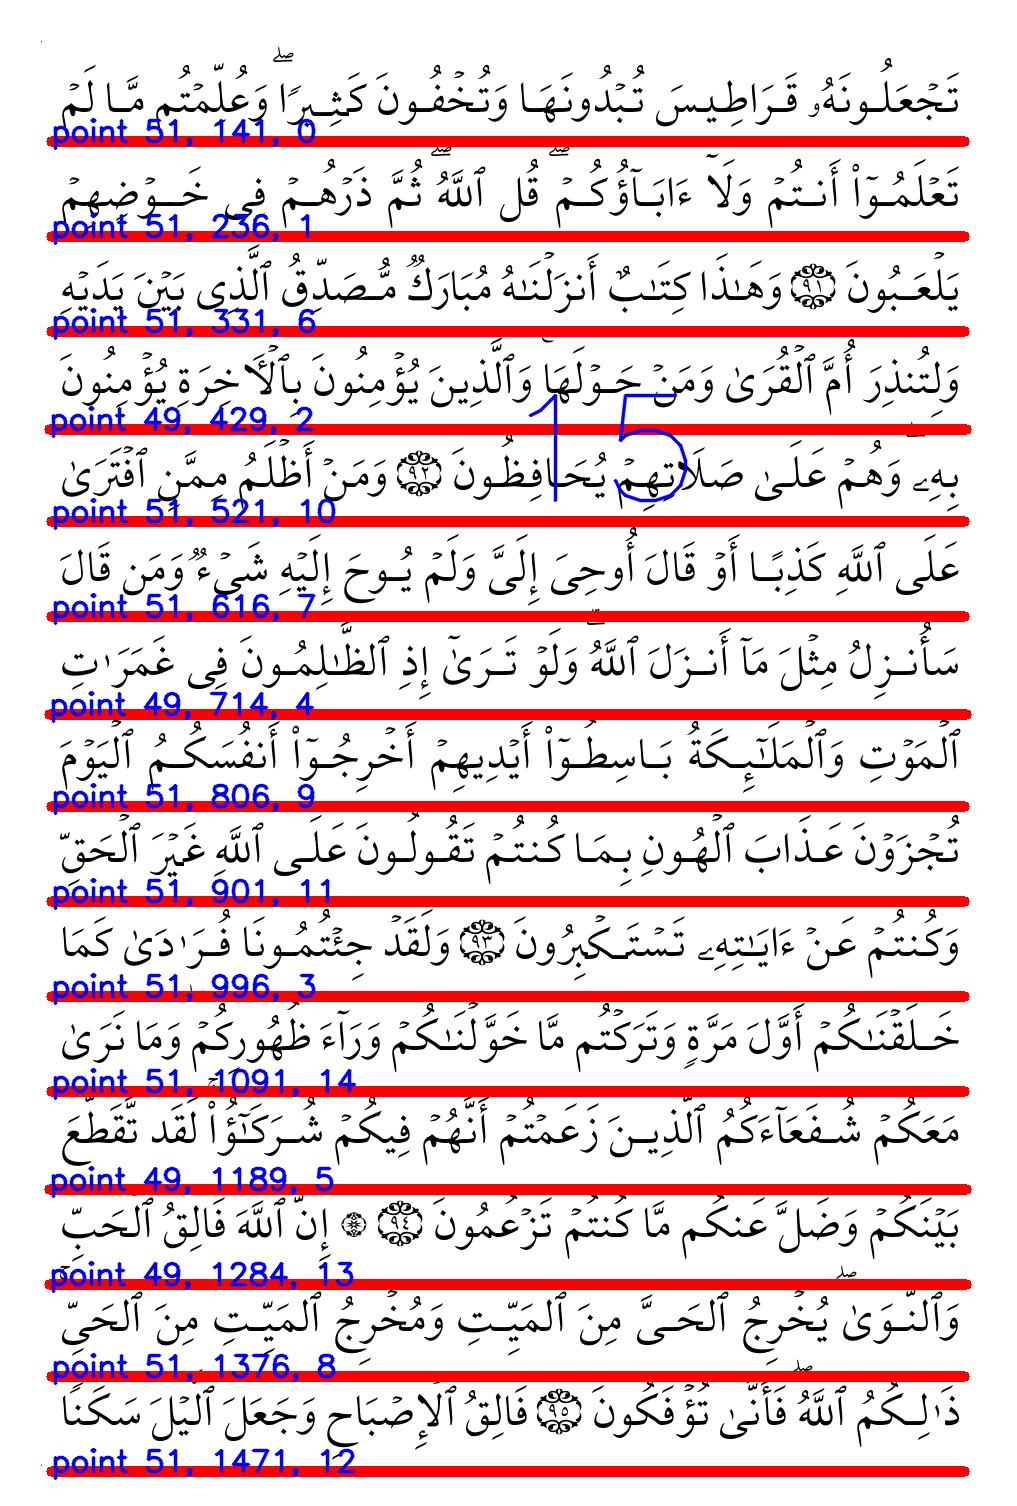 تَجۡعَلُونَهُۥ قَرَاطِيسَ تُبۡدُونَهَا وَتُخۡفُونَ كَثِيرٗاۖ وَعُلِّمۡتُم مَّا لَمۡ
point 51, 141, 0
تَعۡلَمُوٓاْ أَنتُمۡ وَلَآ ءَابَآؤُكُمۡۖ قُلِ ٱللَّهُۖ ثُمَّ ذَرۡهُمۡ فِي خَوۡضِهِمۡ
point 51, 236, 1
يَلۡعَبُونَ ٩١ وَهَٰذَا كِتَٰبٌ أَنزَلۡنَٰهُ مُبَارَكٞ مُّصَدِّقُ ٱلَّذِي بَيۡنَ يَدَيۡهِ
point 51, 331, 6
وَلِتُنذِرَ أُمَّ ٱلۡقُرَىٰ وَمَنۡ حَوۡلَهَاۚ وَٱلَّذِينَ يُؤۡمِنُونَ بِٱلۡأٓخِرَةِ يُؤۡمِنُونَ
point 49, 429, 2
15
بِهِۦۖ وَهُمۡ عَلَىٰ صَلَاتِهِمۡ يُحَافِظُونَ ٩٢ وَمَنۡ أَظۡلَمُ مِمَّنِ ٱفۡتَرَىٰ
point 51, 521, 10
عَلَى ٱللَّهِ كَذِبًا أَوۡ قَالَ أُوحِيَ إِلَيَّ وَلَمۡ يُوحَ إِلَيۡهِ شَيۡءٞ وَمَن قَالَ
point 51, 616, 7
سَأُنزِلُ مِثۡلَ مَآ أَنزَلَ ٱللَّهُۗ وَلَوۡ تَرَىٰٓ إِذِ ٱلظَّٰلِمُونَ فِي غَمَرَٰتِ
point 49, 714, 4
ٱلۡمَوۡتِ وَٱلۡمَلَٰٓئِكَةُ بَاسِطُوٓاْ أَيۡدِيهِمۡ أَخۡرِجُوٓاْ أَنفُسَكُمُ ٱلۡيَوۡمَ
point 51, 806, 9
تُجۡزَوۡنَ عَذَابَ ٱلۡهُونِ بِمَا كُنتُمۡ تَقُولُونَ عَلَى ٱللَّهِ غَيۡرَ ٱلۡحَقِّ
point 51, 901, 11
وَكُنتُمۡ عَنۡ ءَايَٰتِهِۦ تَسۡتَكۡبِرُونَ ٩٣ وَلَقَدۡ جِئۡتُمُونَا فُرَٰدَىٰ كَمَا
point 51, 996, 3
خَلَقۡنَٰكُمۡ أَوَّلَ مَرَّةٖ وَتَرَكۡتُم مَّا خَوَّلۡنَٰكُمۡ وَرَآءَ ظُهُورِكُمۡۖ وَمَا نَرَىٰ
point 51, 1091, 14
مَعَكُمۡ شُفَعَآءَكُمُ ٱلَّذِينَ زَعَمۡتُمۡ أَنَّهُمۡ فِيكُمۡ شُرَكَٰٓؤُاْۚ لَقَد تَّقَطَّعَ
point 49, 1189, 5
بَيۡنَكُمۡ وَضَلَّ عَنكُم مَّا كُنتُمۡ تَزۡعُمُونَ ٩٤ ۞ إِنَّ ٱللَّهَ فَالِقُ ٱلۡحَبِّ
point 49, 1284, 13
وَٱلنَّوَىٰۖ يُخۡرِجُ ٱلۡحَيَّ مِنَ ٱلۡمَيِّتِ وَمُخۡرِجُ ٱلۡمَيِّتِ مِنَ ٱلۡحَيِّۚ
point 51, 1376, 8
ذَٰلِكُمُ ٱللَّهُۖ فَأَنَّىٰ تُؤۡفَكُونَ ٩٥ فَالِقُ ٱلۡإِصۡبَاحِ وَجَعَلَ ٱلَّيۡلَ سَكَنٗا
point 51, 1471, 12